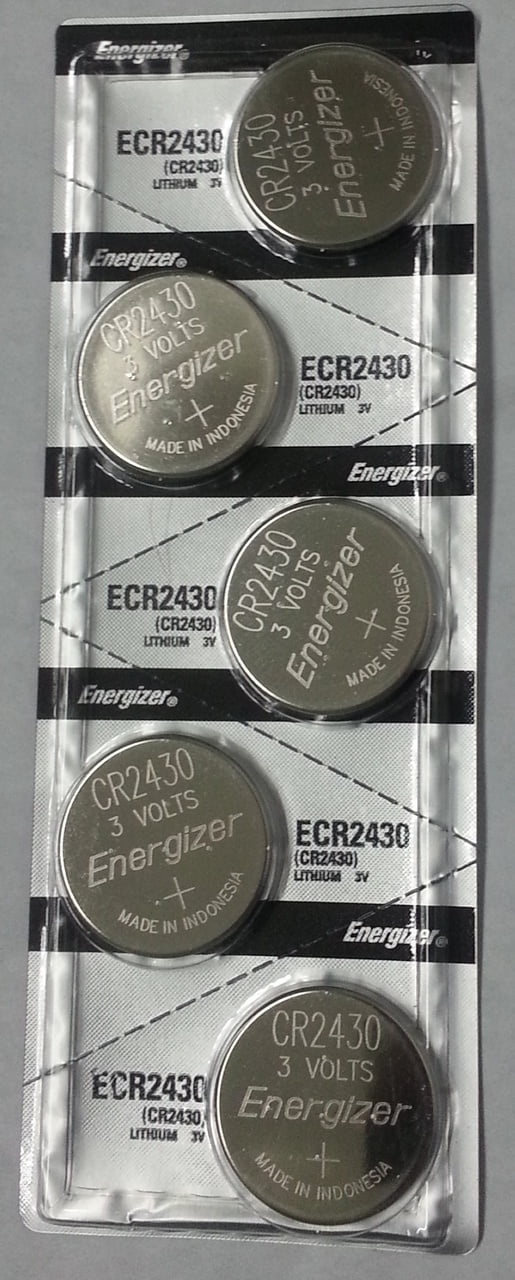 Energizer®
ECR2430
(CR2430)
LITHIUM 3V
CR2430
3 VOLTS
Energizer
+
MADE IN INDONESIA
Energizer®
CR2430
3 VOLTS
Energizer
+
MADE IN INDONESIA
ECR2430
(CR2430)
LITHIUM 3V
Energizer®
ECR2430
(CR2430)
LITHIUM 3V
CR2430
3 VOLTS
Energizer
+
MADE IN INDONESIA
Energizer®
CR2430
3 VOLTS
Energizer
+
MADE IN INDONESIA
ECR2430
(CR2430)
LITHIUM 3V
Energizer®
ECR2430
(CR2430)
LITHIUM 3V
CR2430
3 VOLTS
Energizer
+
MADE IN INDONESIA